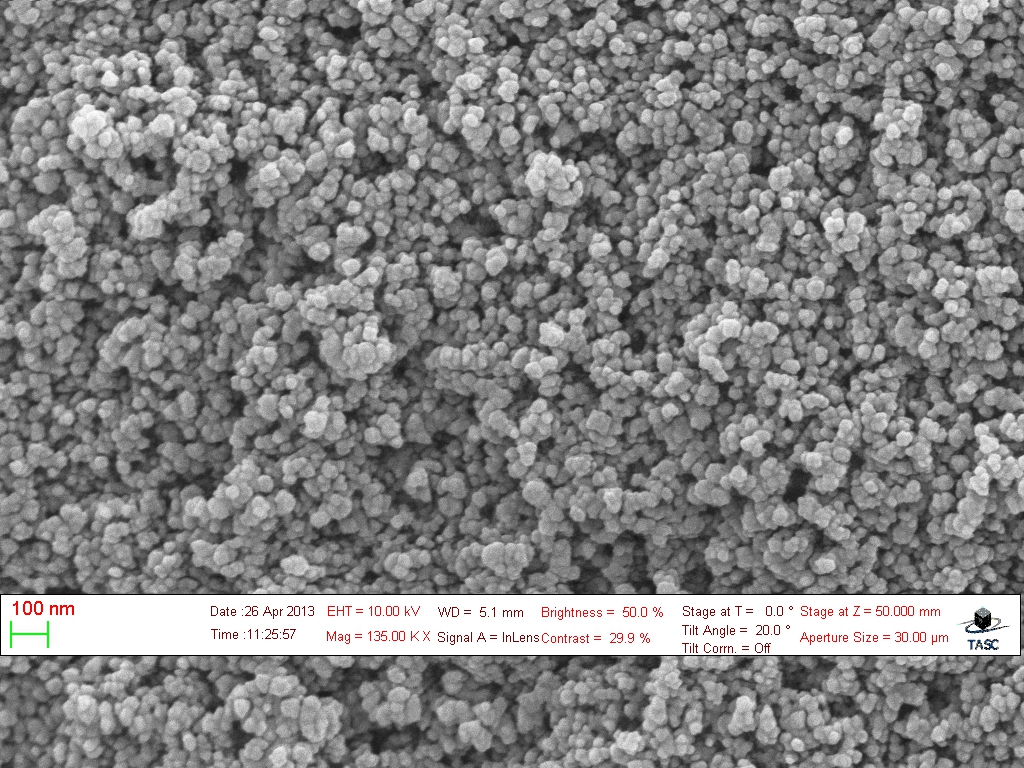 100 nm
Date :26 Apr 2013 EHT = 10.00 kV WD = 5.1 mm Brightness = 50.0 % Stage at T = 0.0 ° Stage at Z = 50.000 mm
Time :11:25:57 Mag = 135.00 K X Signal A = InLens Contrast = 29.9 % Tilt Angle = 20.0 ° Aperture Size = 30.00 µm
Tilt Corrn. = Off
TASC